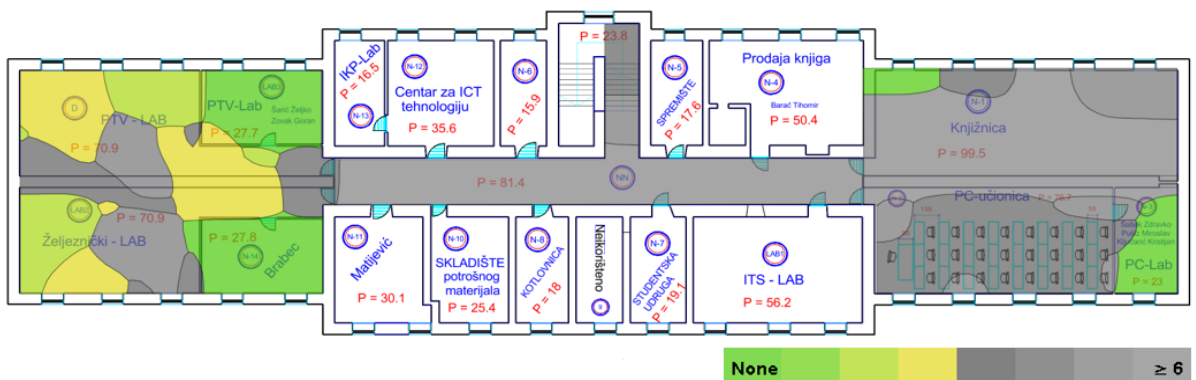 P = 23.8
IKP-Lab
P = 16.5
N-13
N-12
Centar za ICT
tehnologiju
P = 35.6
N-6
P = 15.9
N-5
SPREMIŠTE
P = 17.6
Prodaja knjiga
N-4
Barać Tihomir
P = 50.4
D
PTV - LAB
P = 70.9
LAB3
PTV-Lab
Šarić Željko
Zovak Goran
P = 27.7
N-1
Knjižnica
P = 99.5
P = 81.4
NN
LAB2
P = 70.9
Željeznički - LAB
P = 27.8
N-14
Brabec
N-11
Matijević
P = 30.1
N-10
SKLADIŠTE
potrošnog
materijala
P = 25.4
N-8
KOTLOVNICA
P = 18
Neikorišteno
N-7
STUDENTSKA
UDRUGA
P = 19.1
LAB1
ITS - LAB
P = 56.2
PC-učionica
PC-Lab
P = 23
None
≥ 6